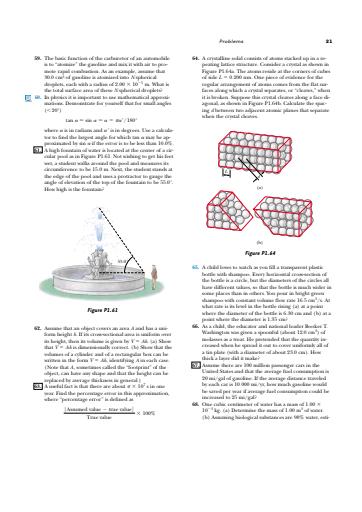 Problems 21
59. The basic function of the carburetor of an automobile
is to "atomize" the gasoline and mix it with air to pro-
mote rapid combustion. As an example, assume that
30.0 cm³ of gasoline is atomized into N spherical
droplets, each with a radius of 2.00 × 10⁻⁵ m. What is
the total surface area of these N spherical droplets?
60. In physics it is important to use mathematical approxi-
mations. Demonstrate for yourself that for small angles
(< 20°)
tan α ≈ sin α ≈ α = πα′/180°
where α is in radians and α′ is in degrees. Use a calcula-
tor to find the largest angle for which tan α may be ap-
proximated by sin α if the error is to be less than 10.0%.
61. A high fountain of water is located at the center of a cir-
cular pool as in Figure P1.61. Not wishing to get his feet
wet, a student walks around the pool and measures its
circumference to be 15.0 m. Next, the student stands at
the edge of the pool and uses a protractor to gauge the
angle of elevation of the top of the fountain to be 55.0°.
How high is the fountain?
55.0°
Figure P1.61
62. Assume that an object covers an area A and has a uni-
form height h. If its cross-sectional area is uniform over
its height, then its volume is given by V = Ah. (a) Show
that V = Ah is dimensionally correct. (b) Show that the
volumes of a cylinder and of a rectangular box can be
written in the form V = Ah, identifying A in each case.
(Note that A, sometimes called the "footprint" of the
object, can have any shape and that the height can be
replaced by average thickness in general.)
63. A useful fact is that there are about π × 10⁷ s in one
year. Find the percentage error in this approximation,
where "percentage error" is defined as
|Assumed value − true value|
True value
× 100%
64. A crystalline solid consists of atoms stacked up in a re-
peating lattice structure. Consider a crystal as shown in
Figure P1.64a. The atoms reside at the corners of cubes
of side L = 0.200 nm. One piece of evidence for the
regular arrangement of atoms comes from the flat sur-
faces along which a crystal separates, or "cleaves," when
it is broken. Suppose this crystal cleaves along a face di-
agonal, as shown in Figure P1.64b. Calculate the spac-
ing d between two adjacent atomic planes that separate
when the crystal cleaves.
(a)
(b)
Figure P1.64
65. A child loves to watch as you fill a transparent plastic
bottle with shampoo. Every horizontal cross-section of
the bottle is a circle, but the diameters of the circles all
have different values, so that the bottle is much wider in
some places than in others. You pour in bright green
shampoo with constant volume flow rate 16.5 cm³/s. At
what rate is its level in the bottle rising (a) at a point
where the diameter of the bottle is 6.30 cm and (b) at a
point where the diameter is 1.35 cm?
66. As a child, the educator and national leader Booker T.
Washington was given a spoonful (about 12.0 cm³) of
molasses as a treat. He pretended that the quantity in-
creased when he spread it out to cover uniformly all of
a tin plate (with a diameter of about 23.0 cm). How
thick a layer did it make?
67. Assume there are 100 million passenger cars in the
United States and that the average fuel consumption is
20 mi/gal of gasoline. If the average distance traveled
by each car is 10 000 mi/yr, how much gasoline would
be saved per year if average fuel consumption could be
increased to 25 mi/gal?
68. One cubic centimeter of water has a mass of 1.00 ×
10⁻³ kg. (a) Determine the mass of 1.00 m³ of water.
(b) Assuming biological substances are 98% water, esti-